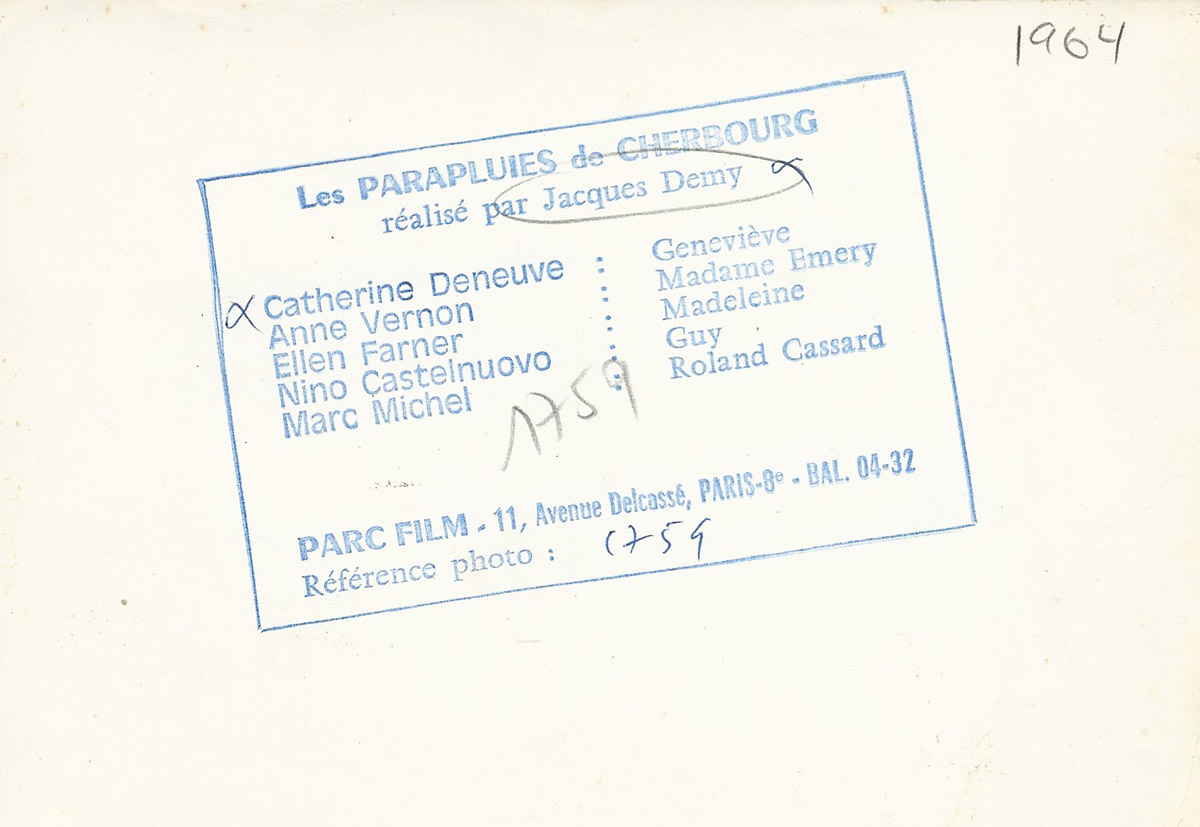 1964
Les PARAPLUIES de CHERBOURG
réalisé par Jacques Demy
Catherine Deneuve : Geneviève
Anne Vernon : Madame Emery
Ellen Farner : Madeleine
Nino Castelnuovo : Guy
Marc Michel : Roland Cassard
1759
PARC FILM - 11, Avenue Delcassé, PARIS-8e - BAL. 04-32
Référence photo : 1759